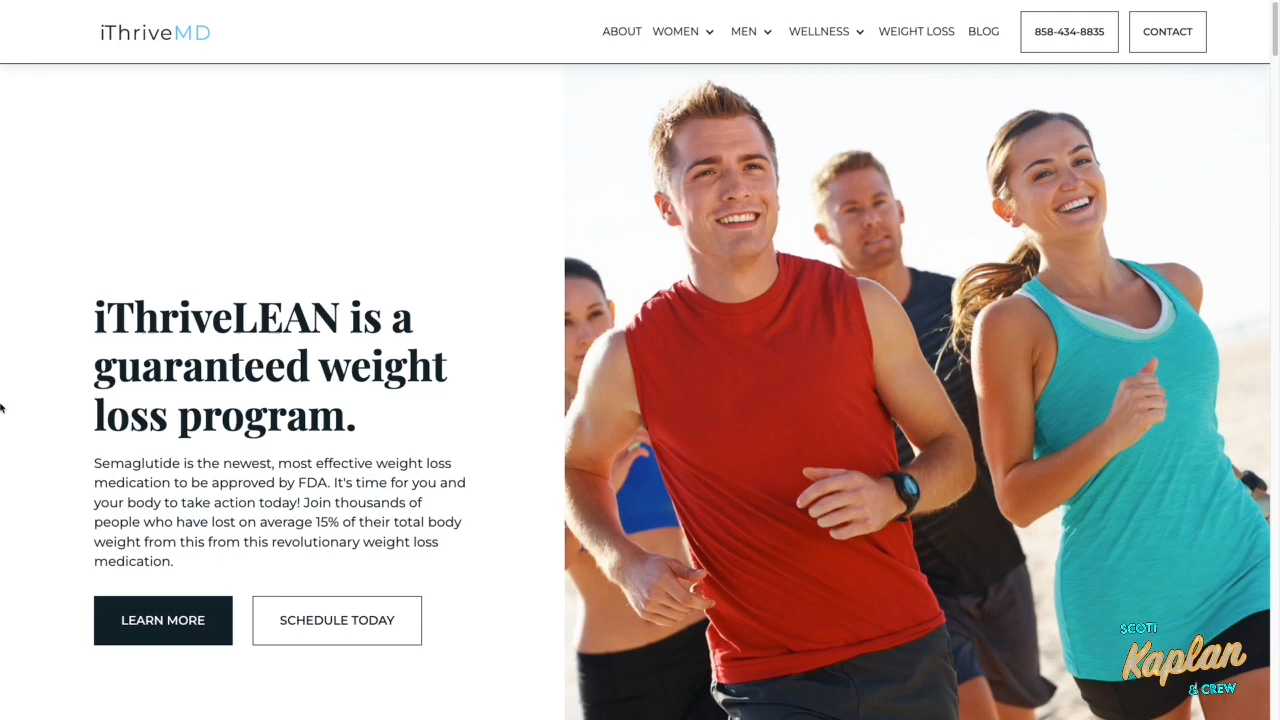 iThriveMD
ABOUT WOMEN MEN WELLNESS WEIGHT LOSS BLOG 858-434-8835 CONTACT
iThriveLEAN is a
guaranteed weight
loss program.
Semaglutide is the newest, most effective weight loss
medication to be approved by FDA. It's time for you and
your body to take action today! Join thousands of
people who have lost on average 15% of their total body
weight from this from this revolutionary weight loss
medication.
LEARN MORE SCHEDULE TODAY
SCOTT
Kaplan
& CREW